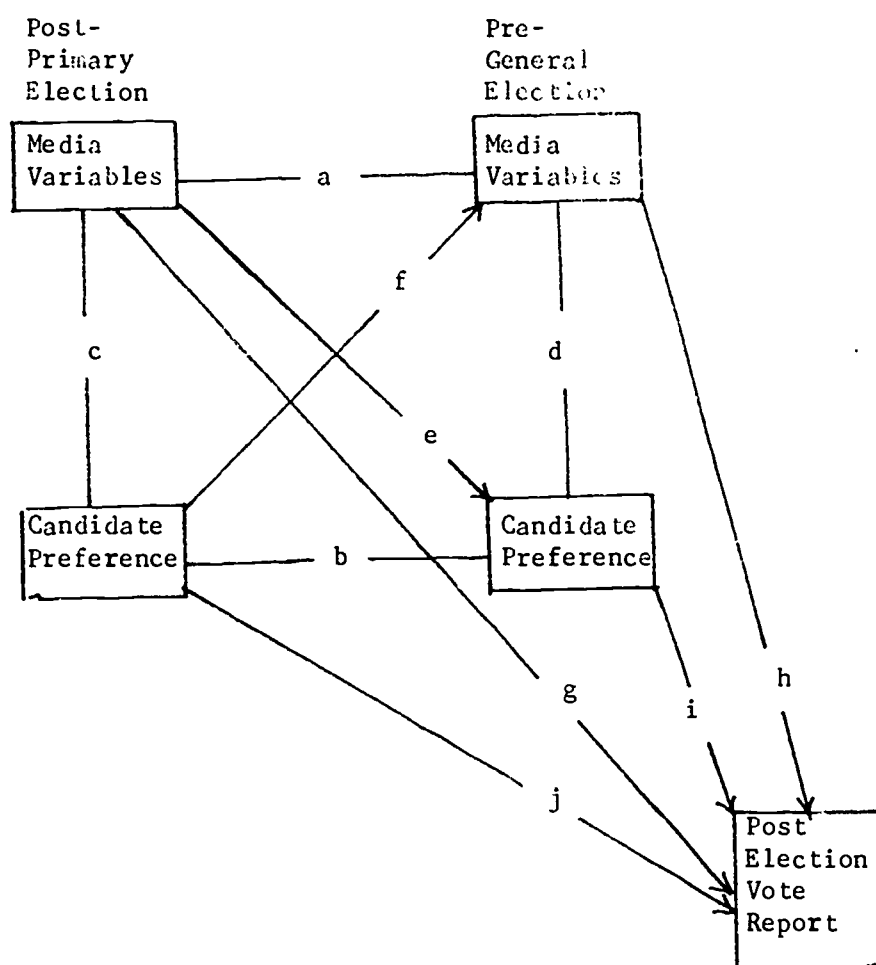 Post-
Primary
Election
Pre-
General
Election
Media
Variables
a
Media
Variables
f
c
d
e
Candidate
Preference
b
Candidate
Preference
g
h
i
j
Post
Election
Vote
Report